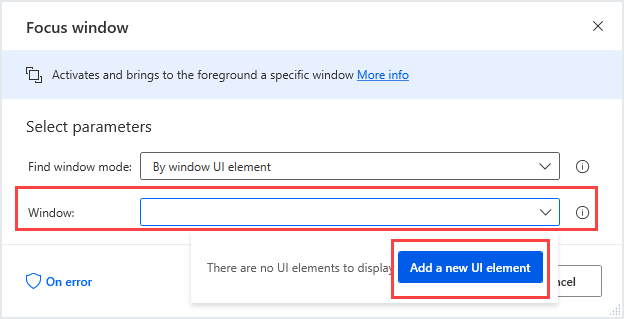 Focus window
Activates and brings to the foreground a specific window More info
Select parameters
Find window mode: By window UI element
Window:
There are no UI elements to display Add a new UI element
On error